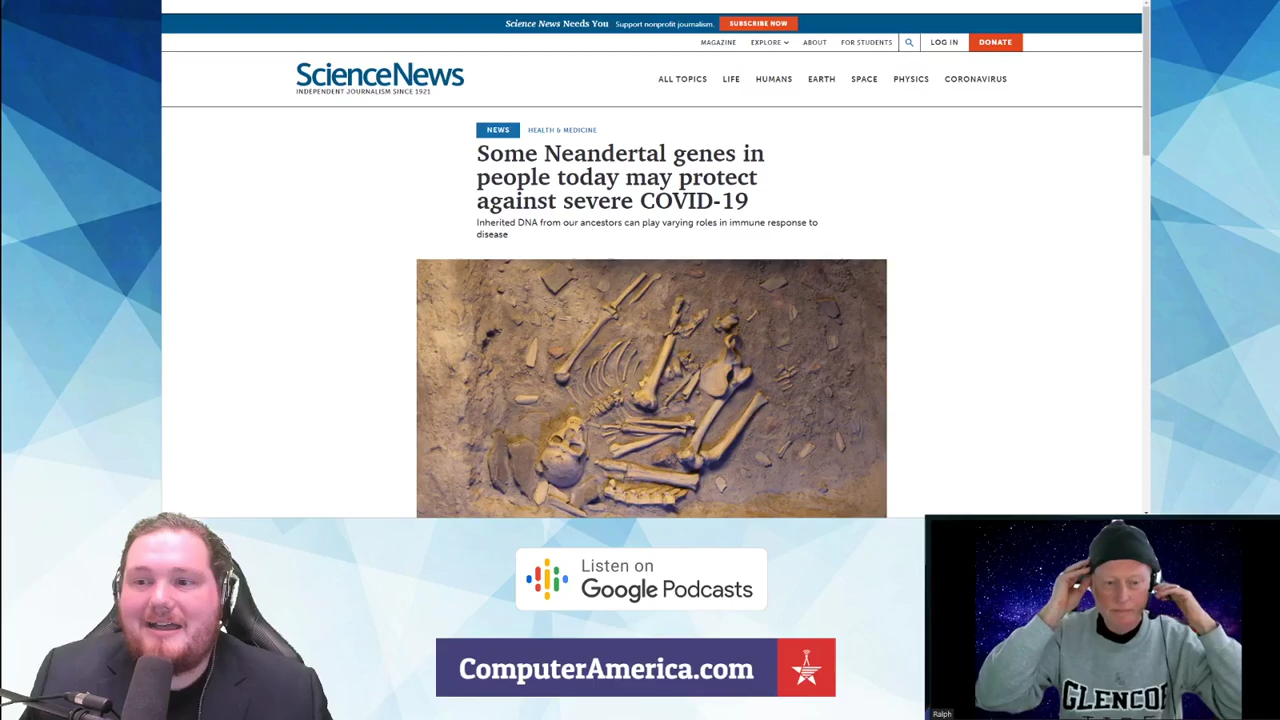 Science News Needs You Support nonprofit journalism. SUBSCRIBE NOW
MAGAZINE EXPLORE ABOUT FOR STUDENTS LOG IN DONATE
ScienceNews
INDEPENDENT JOURNALISM SINCE 1921
ALL TOPICS LIFE HUMANS EARTH SPACE PHYSICS CORONAVIRUS
NEWS HEALTH & MEDICINE
Some Neandertal genes in
people today may protect
against severe COVID-19
Inherited DNA from our ancestors can play varying roles in immune response to
disease
Listen on
Google Podcasts
ComputerAmerica.com
GLENCOE
Ralph